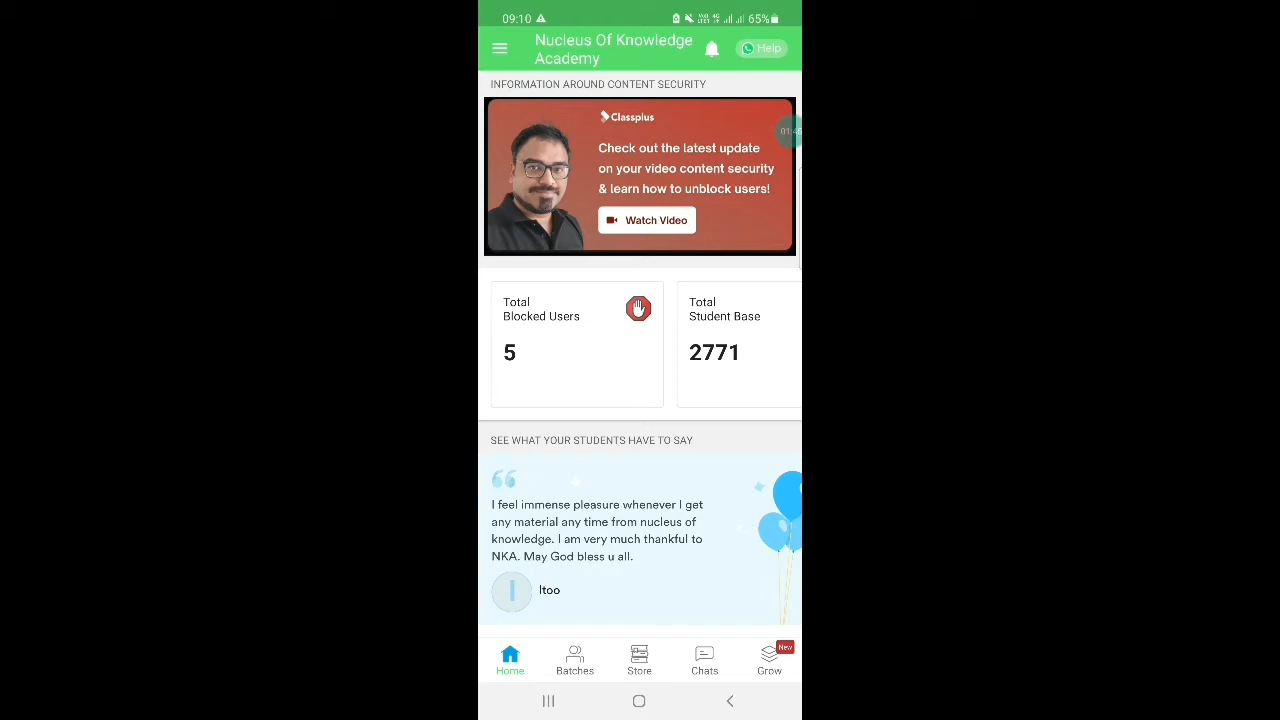 09:10
65%
Nucleus Of Knowledge
Academy
Help
INFORMATION AROUND CONTENT SECURITY
Classplus
Check out the latest update
on your video content security
& learn how to unblock users!
Watch Video
Total
Blocked Users
5
Total
Student Base
2771
SEE WHAT YOUR STUDENTS HAVE TO SAY
I feel immense pleasure whenever I get
any material any time from nucleus of
knowledge. I am very much thankful to
NKA. May God bless u all.
I
Itoo
New
Home
Batches
Store
Chats
Grow